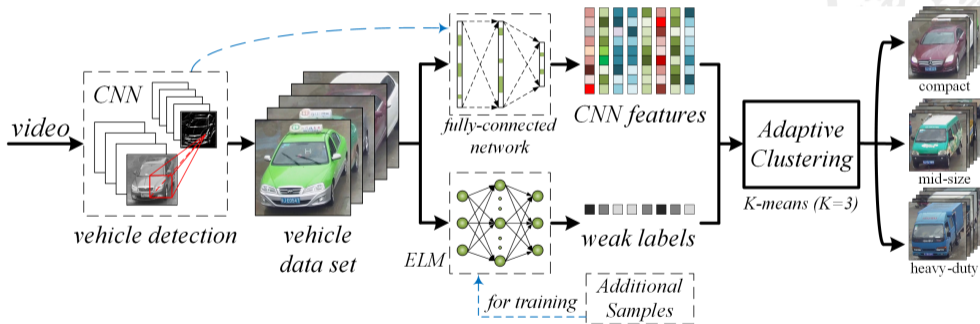 video
CNN
vehicle detection
vehicle
data set
fully-connected
network
CNN features
ELM
weak labels
for training
Additional
Samples
Adaptive
Clustering
K-means (K=3)
compact
mid-size
heavy-duty